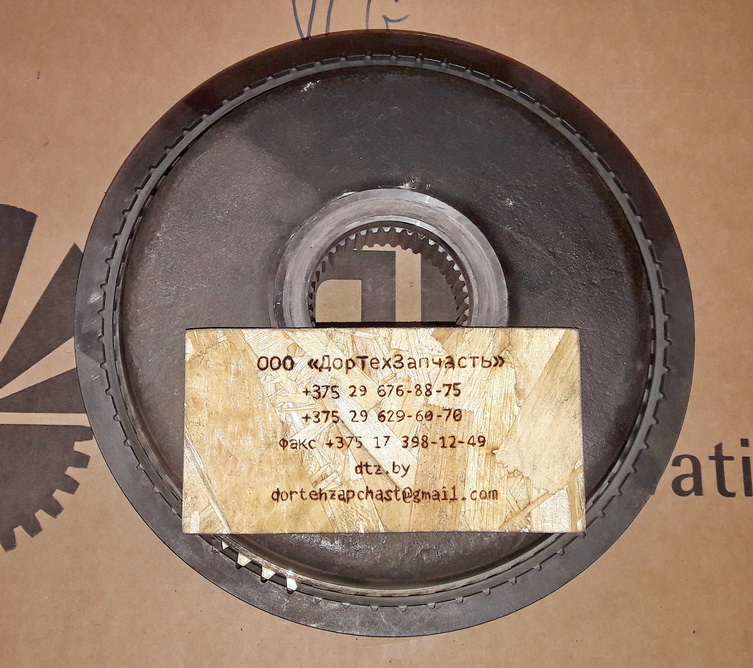 ООО «ДорТехЗапчасть»
+375 29 676-88-75
+375 29 629-60-70
Факс +375 17 398-12-49
dtz.by
dortehzapchast@gmail.com
ati